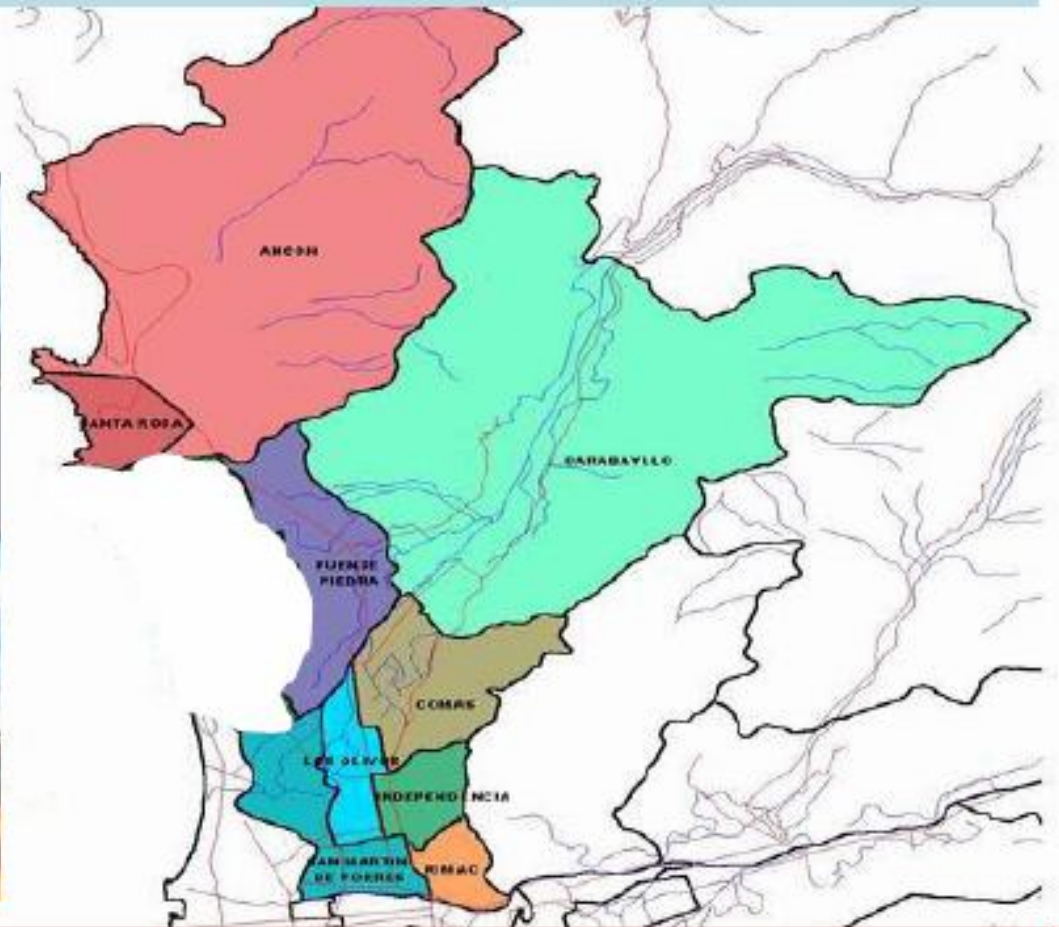 ANCON
SANTA ROSA
CARABAYLLO
PUENTE
PIEDRA
COMAS
LOS OLIVOS
INDEPENDENCIA
SAN MARTIN
DE PORRES
RIMAC